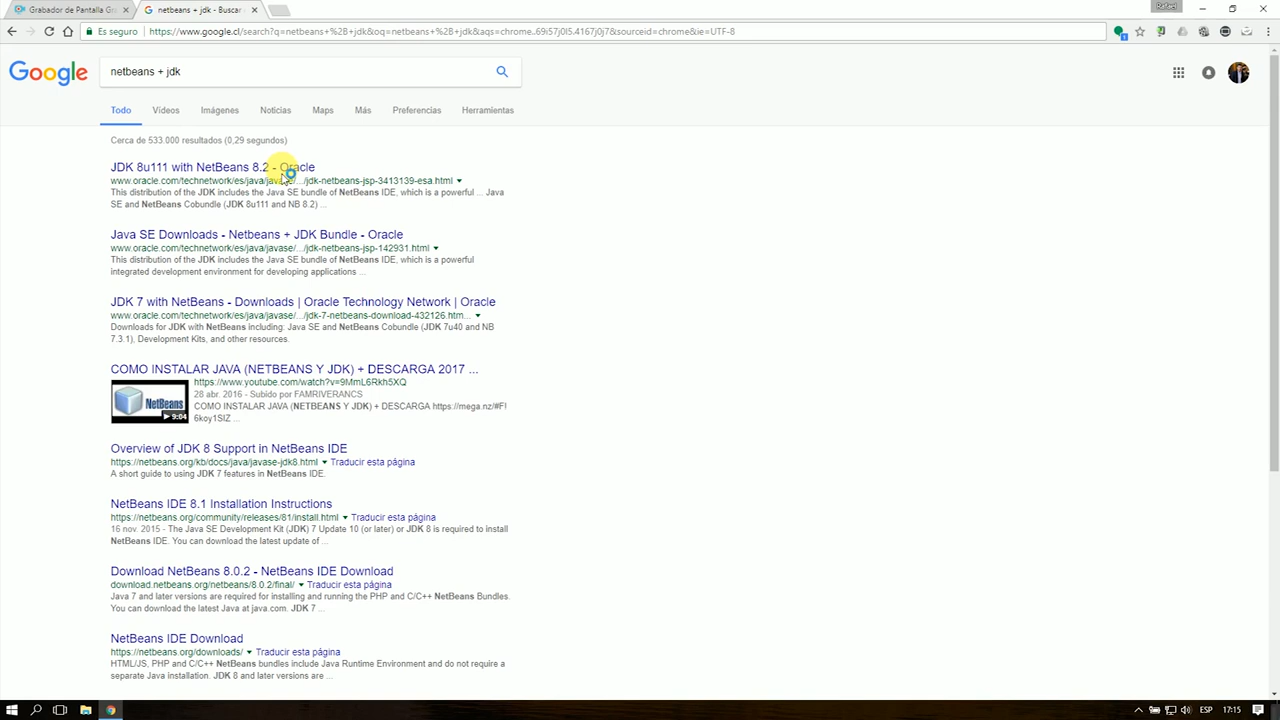 Grabador de Pantalla Gra
netbeans + jdk - Buscar
Rafael
Es seguro
https://www.google.cl/search?q=netbeans+%2B+jdk&oq=netbeans+%2B+jdk&aqs=chrome..69i57j0l5.4167j0j7&sourceid=chrome&ie=UTF-8
Google
netbeans + jdk
Todo Vídeos Imágenes Noticias Maps Más Preferencias Herramientas
Cerca de 533.000 resultados (0,29 segundos)
JDK 8u111 with NetBeans 8.2 - Oracle
www.oracle.com/technetwork/es/java/javase/.../jdk-netbeans-jsp-3413139-esa.html
This distribution of the JDK includes the Java SE bundle of NetBeans IDE, which is a powerful ... Java
SE and NetBeans Cobundle (JDK 8u111 and NB 8.2) ...
Java SE Downloads - Netbeans + JDK Bundle - Oracle
www.oracle.com/technetwork/es/java/javase/.../jdk-netbeans-jsp-142931.html
This distribution of the JDK includes the Java SE bundle of NetBeans IDE, which is a powerful
integrated development environment for developing applications ...
JDK 7 with NetBeans - Downloads | Oracle Technology Network | Oracle
www.oracle.com/technetwork/es/java/javase/.../jdk-7-netbeans-download-432126.htm...
Downloads for JDK with NetBeans including: Java SE and NetBeans Cobundle (JDK 7u40 and NB
7.3.1), Development Kits, and other resources.
COMO INSTALAR JAVA (NETBEANS Y JDK) + DESCARGA 2017 ...
https://www.youtube.com/watch?v=9MmL6Rkh5XQ
28 abr. 2016 - Subido por FAMRIVERANCS
COMO INSTALAR JAVA (NETBEANS Y JDK) + DESCARGA https://mega.nz/#F!
6koy1SIZ ...
NetBeans
9:04
Overview of JDK 8 Support in NetBeans IDE
https://netbeans.org/kb/docs/java/javase-jdk8.html Traducir esta página
A short guide to using JDK 7 features in NetBeans IDE.
NetBeans IDE 8.1 Installation Instructions
https://netbeans.org/community/releases/81/install.html Traducir esta página
16 nov. 2015 - The Java SE Development Kit (JDK) 7 Update 10 (or later) or JDK 8 is required to install
NetBeans IDE. You can download the latest update of ...
Download NetBeans 8.0.2 - NetBeans IDE Download
download.netbeans.org/netbeans/8.0.2/final/ Traducir esta página
Java 7 and later versions are required for installing and running the PHP and C/C++ NetBeans Bundles.
You can download the latest Java at java.com. JDK 7 ...
NetBeans IDE Download
https://netbeans.org/downloads/ Traducir esta página
HTML/JS, PHP and C/C++ NetBeans bundles include Java Runtime Environment and do not require a
separate Java installation. JDK 8 and later versions are ...
ESP 17:15